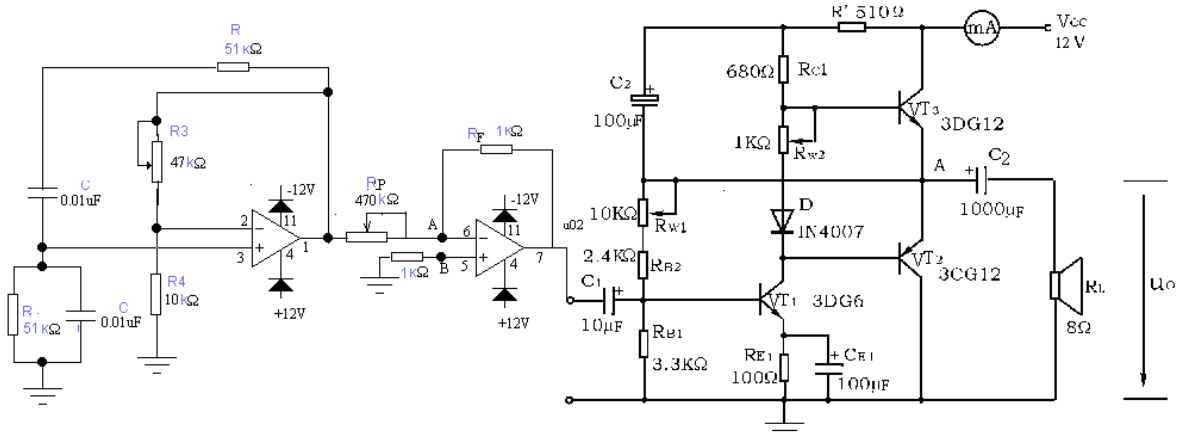 R
51KΩ
R3
47kΩ
C
0.01uF
R4
10kΩ
R
51KΩ
C
0.01uF
-12V
2
11
3
4
1
+12V
RP
470kΩ
RF 1kΩ
A
B
1KΩ
-12V
6
11
5
4
7
+12V
u02
C1
10μF
C2
100μF
R' 510Ω
mA
Vcc
12V
680Ω
Rc1
1KΩ
Rw2
VT3
3DG12
A
C2
1000μF
10KΩ
Rw1
D
IN4007
2.4KΩ
RB2
VT2
3CG12
VT1
3DG6
RB1
3.3KΩ
RE1
100Ω
CE1
100μF
RL
8Ω
uo